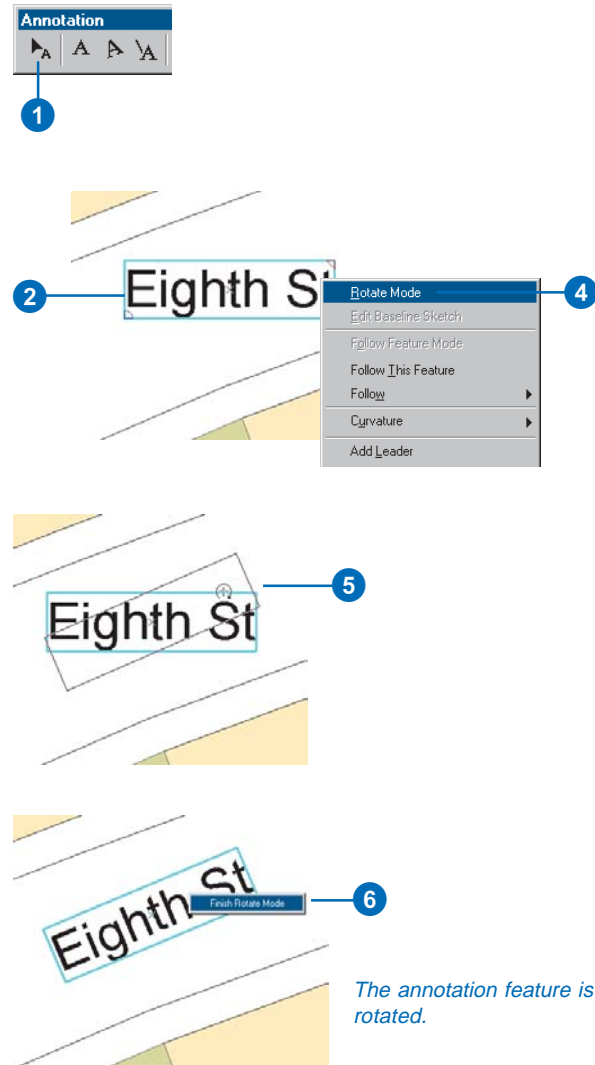 Annotation
A A A A
1
2
Eighth St
Rotate Mode
4
Edit Baseline Sketch
Follow Feature Mode
Follow This Feature
Follow
Curvature
Add Leader
Eighth St
5
Eighth St
Finish Rotate Mode
6
The annotation feature is
rotated.